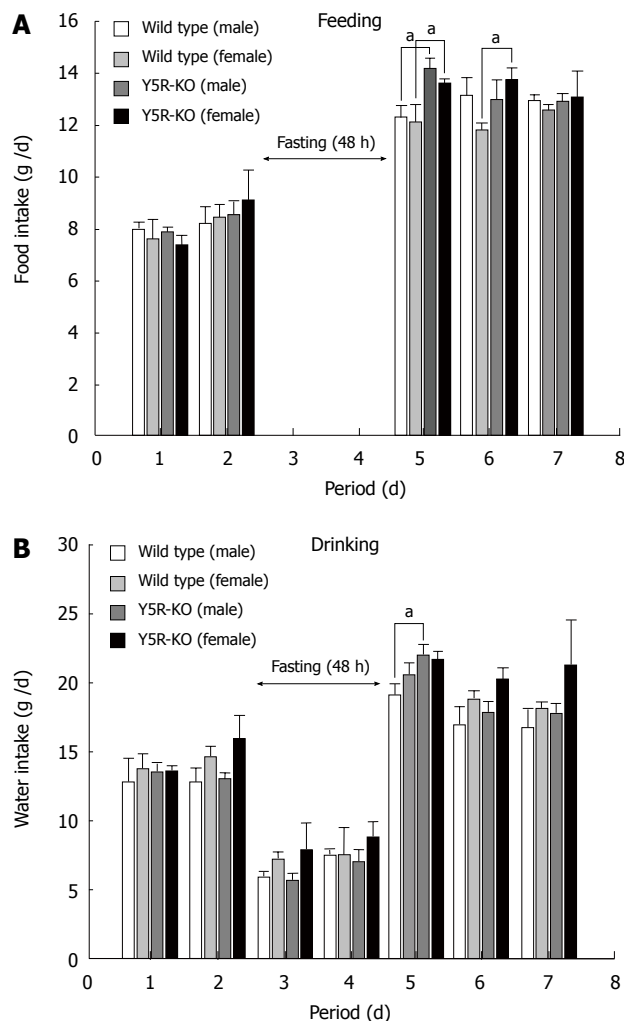 A
Feeding
16
14
12
10
8
6
4
2
0
Food intake (g /d)
Wild type (male)
Wild type (female)
Y5R-KO (male)
Y5R-KO (female)
Fasting (48 h)
a
a
a
0 1 2 3 4 5 6 7 8
Period (d)
B
Drinking
30
25
20
15
10
5
0
Water intake (g /d)
Wild type (male)
Wild type (female)
Y5R-KO (male)
Y5R-KO (female)
Fasting (48 h)
a
0 1 2 3 4 5 6 7 8
Period (d)